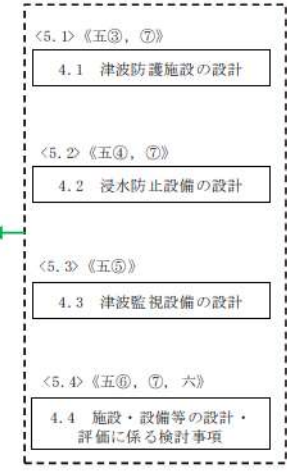 <5.1>《五③，⑦》
4.1　津波防護施設の設計
<5.2>《五④，⑦》
4.2　浸水防止設備の設計
<5.3>《五⑤》
4.3　津波監視設備の設計
<5.4>《五⑥，⑦，六》
4.4　施設・設備等の設計・
評価に係る検討事項